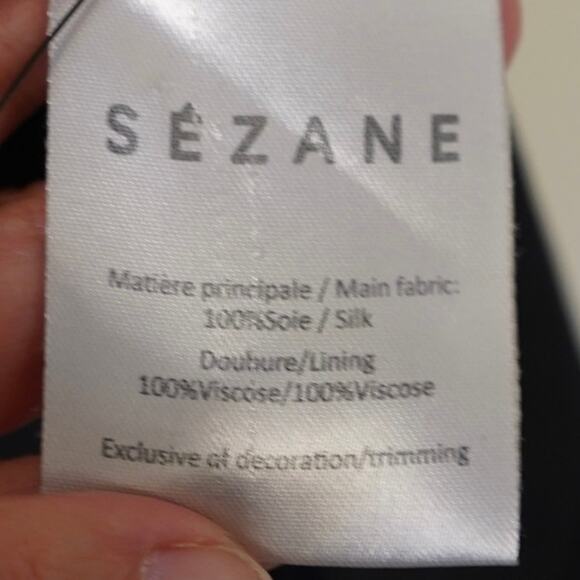 SÉZANE
Matière principale / Main fabric:
100%Soie / Silk
Doubure/Lining
100%Viscose/100%Viscose
Exclusive of decoration/trimming